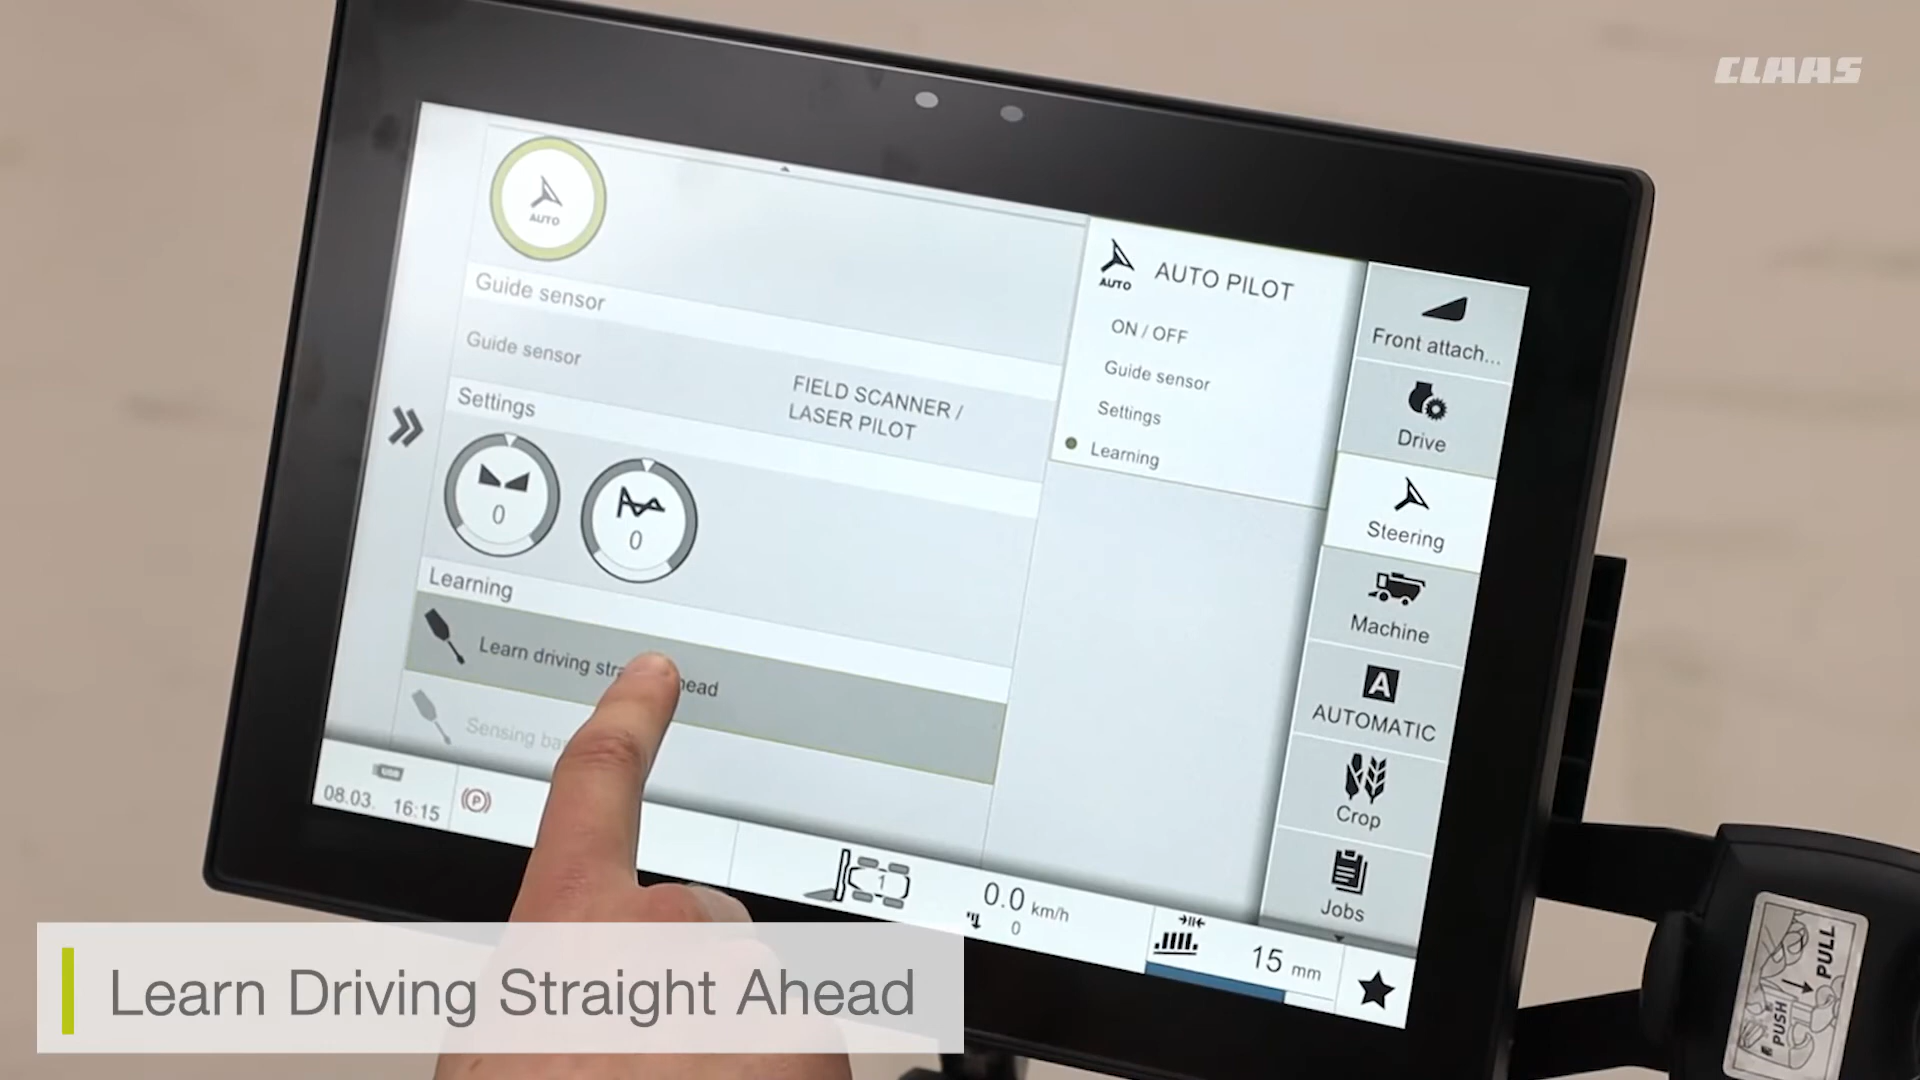 CLAAS
AUTO
Guide sensor
Guide sensor
FIELD SCANNER /
LASER PILOT
Settings
0
0
Learning
Learn driving
Sensing
AUTO
AUTO PILOT
ON / OFF
Guide sensor
Settings
Learning
Front attach...
Drive
Steering
Machine
A
AUTOMATIC
Crop
Jobs
USB
08.03. 16:15
P
1
0.0 km/h
0
15 mm
PULL
PUSH
Learn Driving Straight Ahead